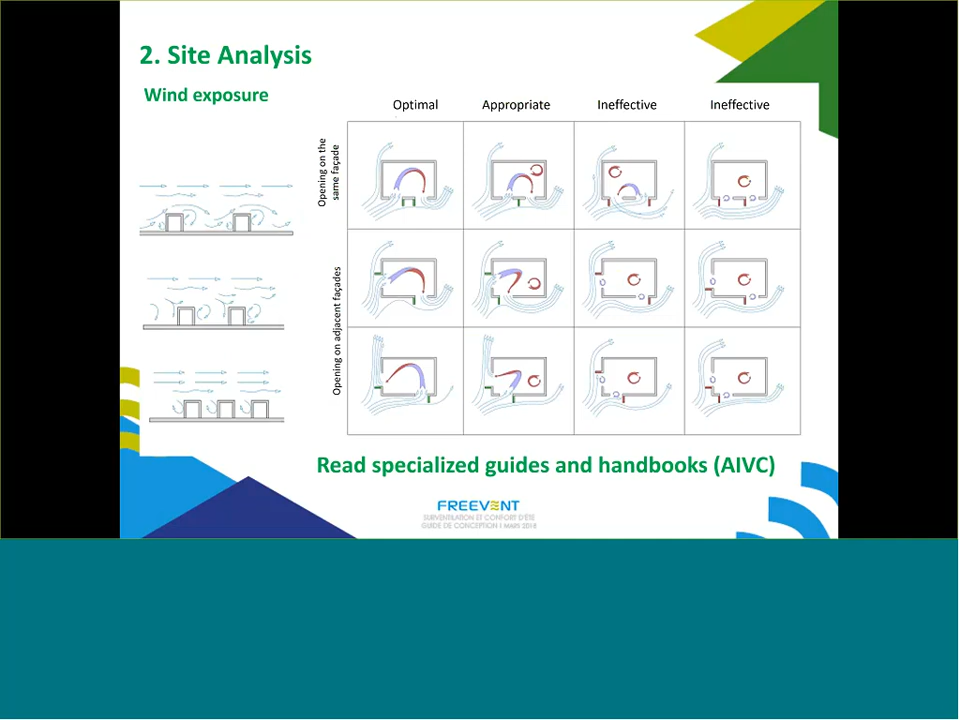 2. Site Analysis
Wind exposure
Optimal
Appropriate
Ineffective
Ineffective
Opening on the
same façade
Opening on adjacent façades
Read specialized guides and handbooks (AIVC)
FREEVENT
SURVENTILATION ET CONFORT D'ÉTÉ
GUIDE DE CONCEPTION I MARS 2018